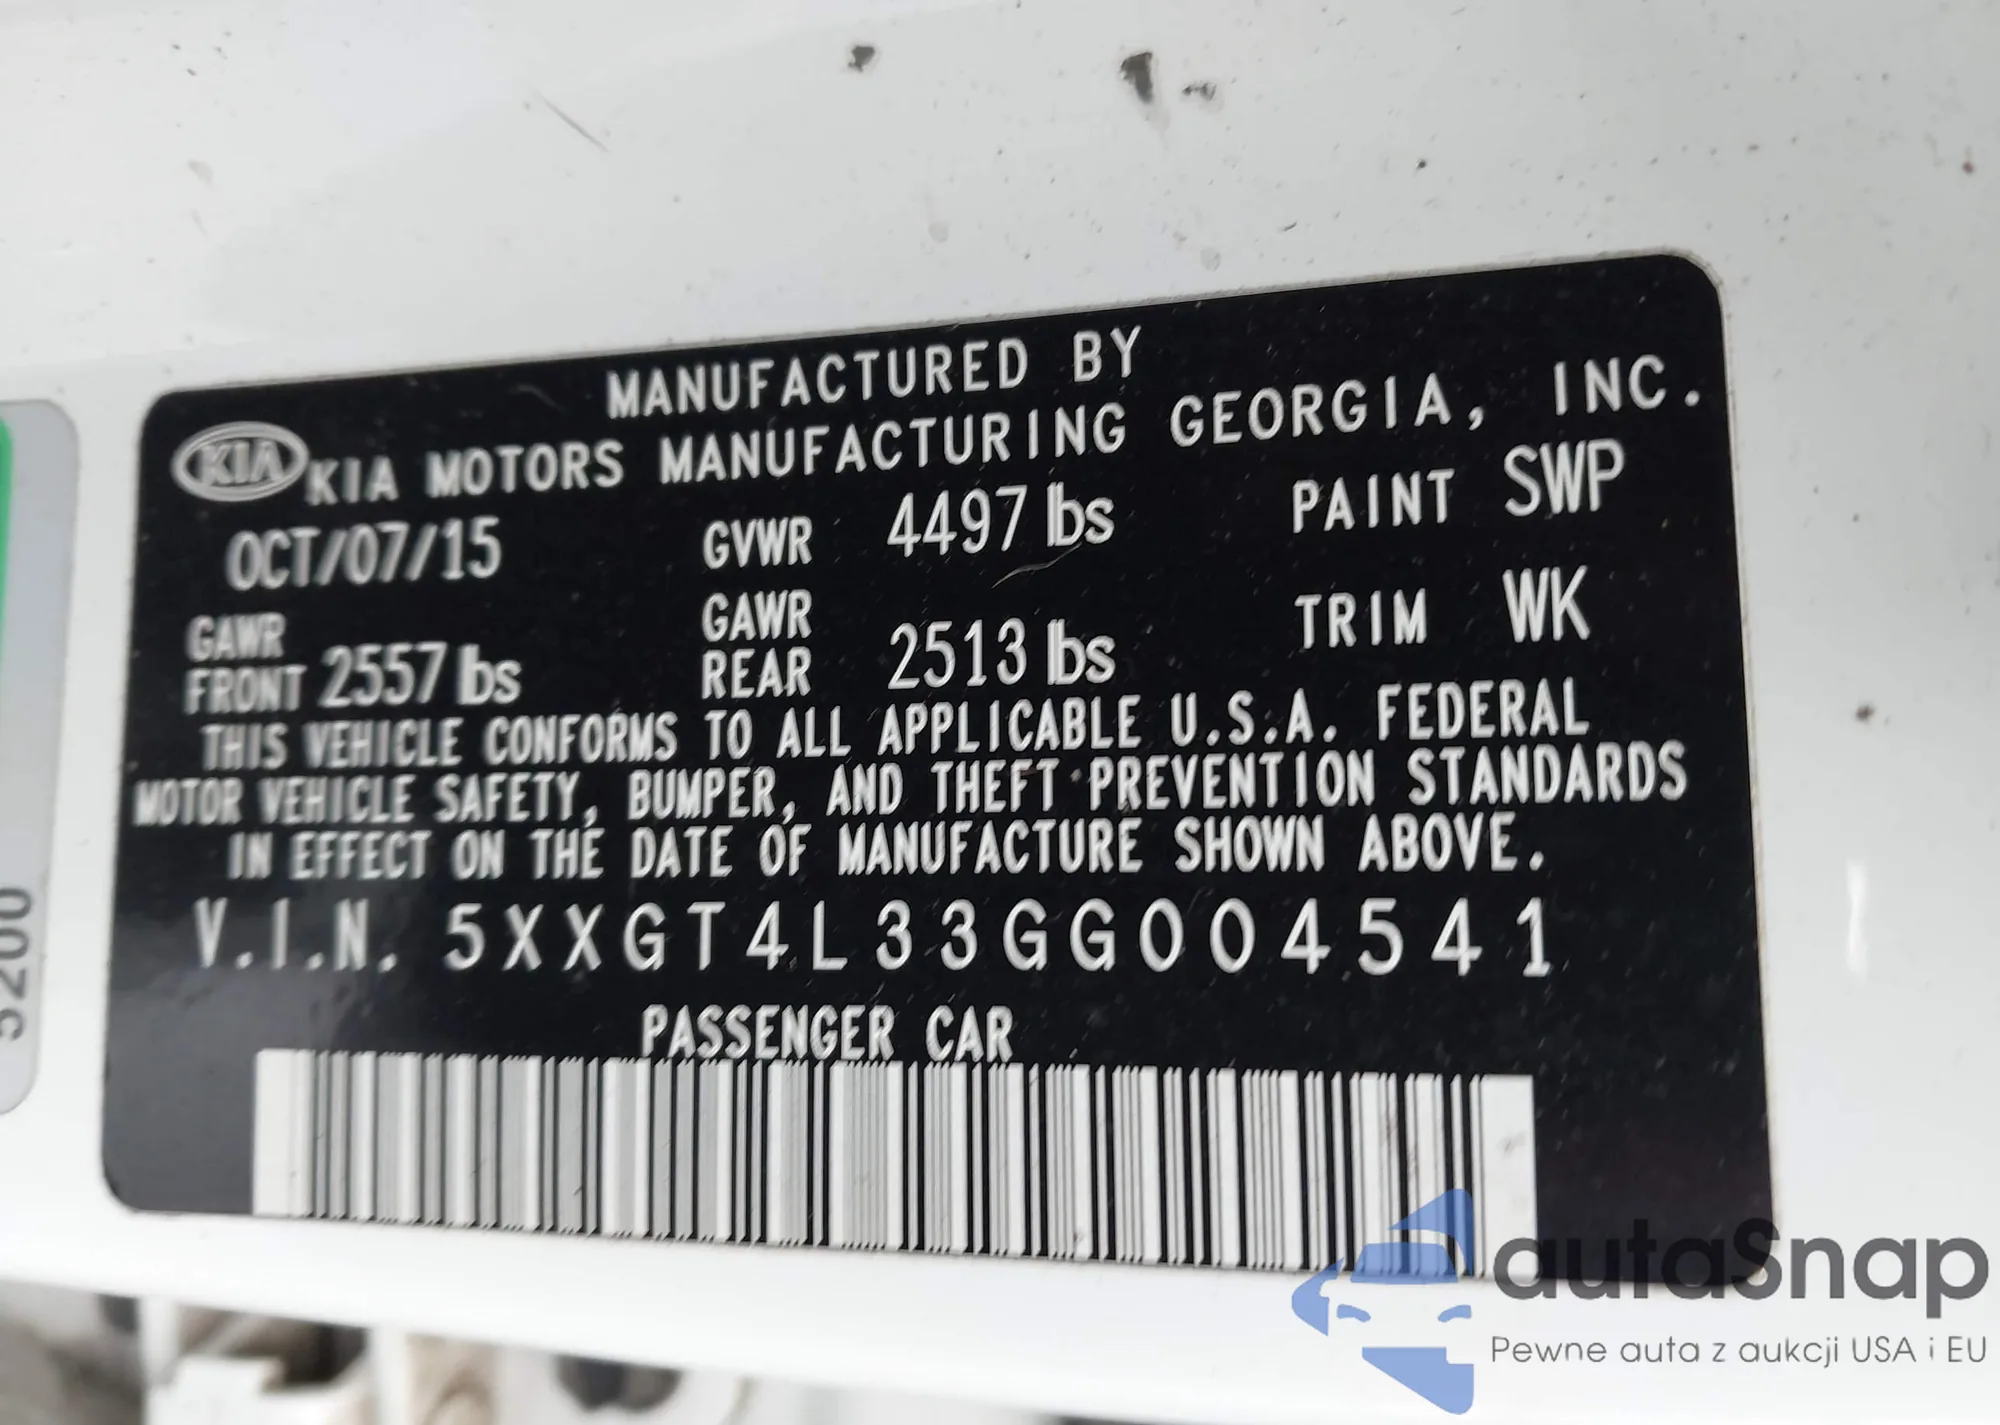 MANUFACTURED BY
KIA KIA MOTORS MANUFACTURING GEORGIA, INC.
OCT/07/15 GVWR 4497 lbs PAINT SWP
GAWR FRONT 2557 lbs GAWR REAR 2513 lbs TRIM WK
THIS VEHICLE CONFORMS TO ALL APPLICABLE U.S.A. FEDERAL
MOTOR VEHICLE SAFETY, BUMPER, AND THEFT PREVENTION STANDARDS
IN EFFECT ON THE DATE OF MANUFACTURE SHOWN ABOVE.
V.I.N. 5XXGT4L33GG004541
PASSENGER CAR
5200
autaSnap
Pewne auta z aukcji USA i EU